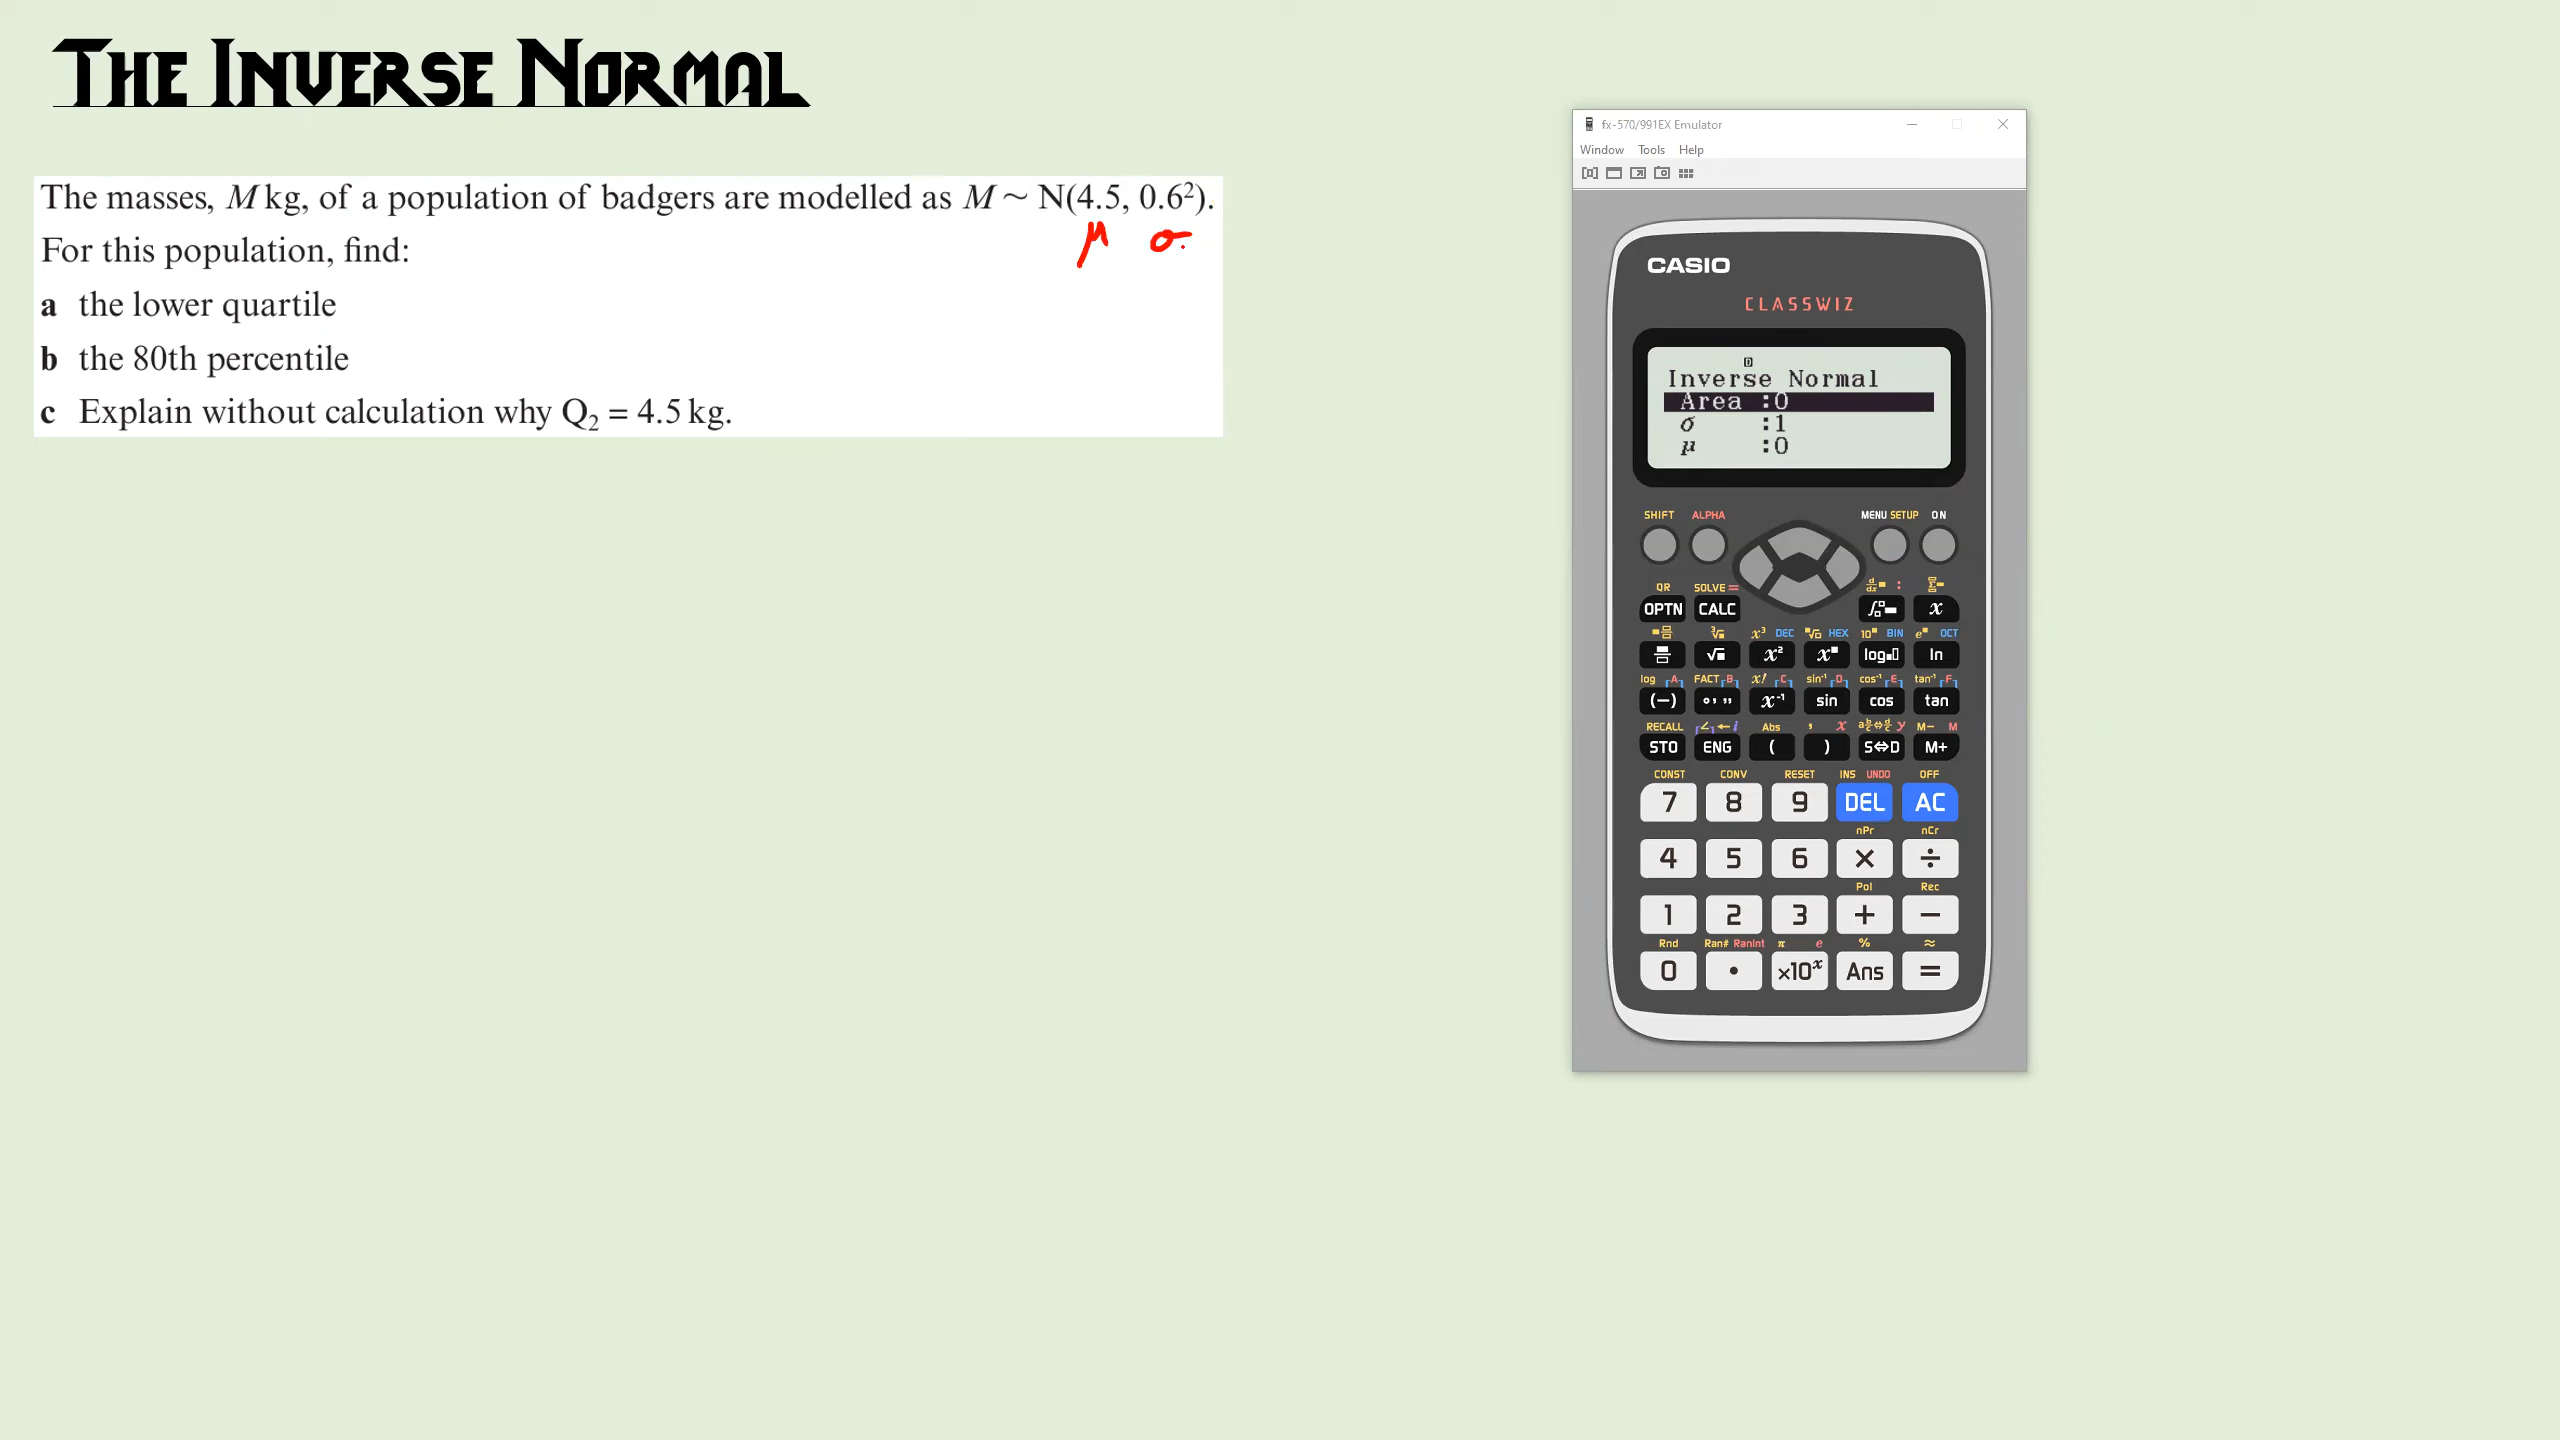 THE INVERSE NORMAL
The masses, M kg, of a population of badgers are modelled as M ~ N(4.5, 0.6²).
μ σ
For this population, find:
a the lower quartile
b the 80th percentile
c Explain without calculation why Q₂ = 4.5 kg.
fx-570/991EX Emulator
Window Tools Help
CASIO
CLASSWIZ
D
Inverse Normal
Area :0
σ :1
μ :0
SHIFT ALPHA MENU SETUP ON
QR SOLVE = d/dx :
OPTN CALC x
x³ DEC HEX 10 BIN e OCT
√ x² x log ln
log A FACT B x! C sin⁻¹ D cos⁻¹ E tan⁻¹ F
(−) ° ’ ” x⁻¹ sin cos tan
RECALL ∠ ← i Abs , x a b/c⇔d/c y M− M
STO ENG ( ) S⇔D M+
CONST CONV RESET INS UNDO OFF
7 8 9 DEL AC
nPr nCr
4 5 6 × ÷
Pol Rec
1 2 3 + −
Rnd Ran# RanInt π e % ≈
0 • ×10ˣ Ans =